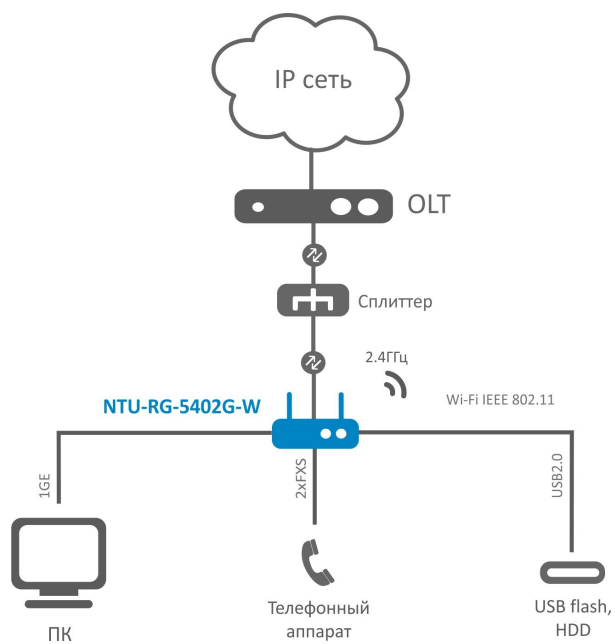 IP сеть
OLT
Сплиттер
2.4ГГц
NTU-RG-5402G-W
Wi-Fi IEEE 802.11
1GE
2xFXS
USB2.0
ПК
Телефонный
аппарат
USB flash,
HDD